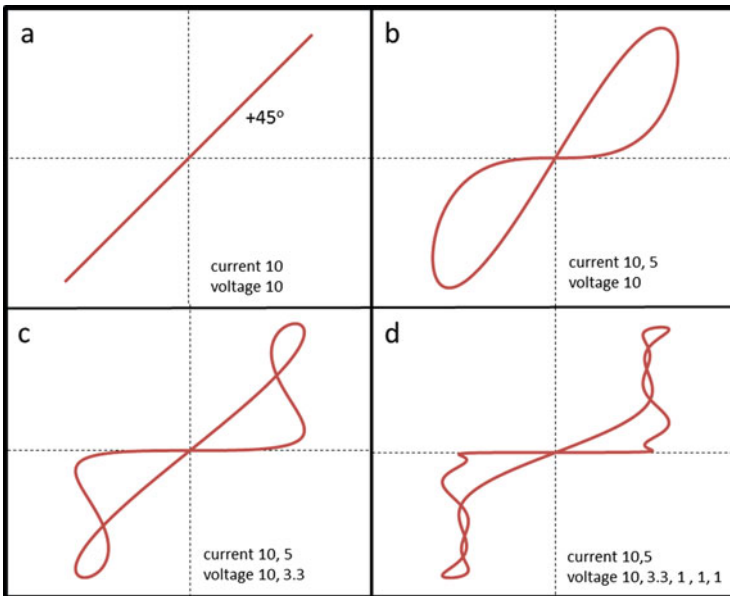 a
+45°
current 10
voltage 10
b
current 10, 5
voltage 10
c
current 10, 5
voltage 10, 3.3
d
current 10,5
voltage 10, 3.3, 1 , 1, 1